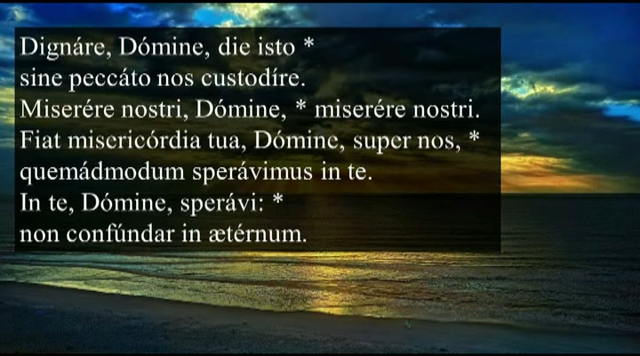 Dignáre, Dómine, die isto *
sine peccáto nos custodíre.
Miserére nostri, Dómine, * miserére nostri.
Fiat misericórdia tua, Dómine, super nos, *
quemádmodum sperávimus in te.
In te, Dómine, sperávi: *
non confúndar in ætérnum.